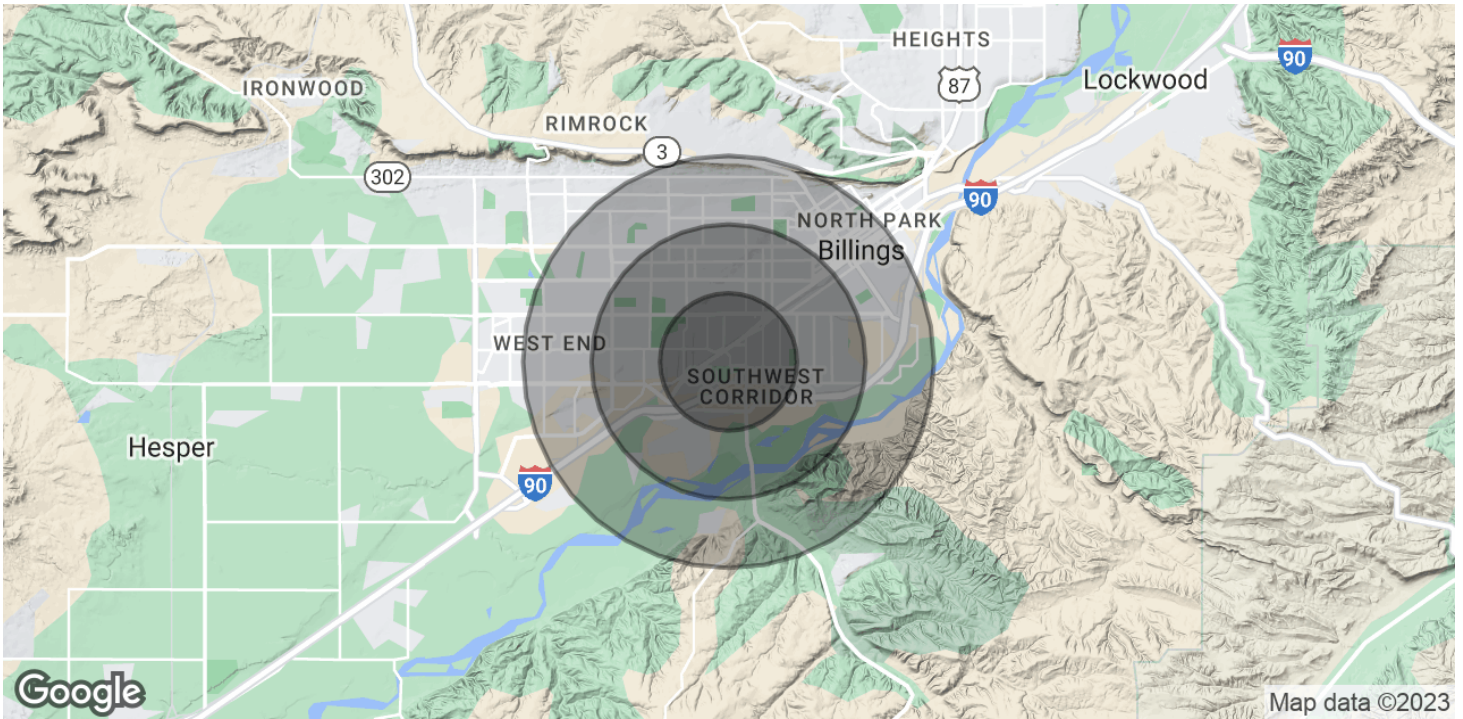 HEIGHTS
90
87
Lockwood
IRONWOOD
RIMROCK
3
302
90
NORTH PARK
Billings
WEST END
SOUTHWEST
CORRIDOR
Hesper
90
Google
Map data ©2023